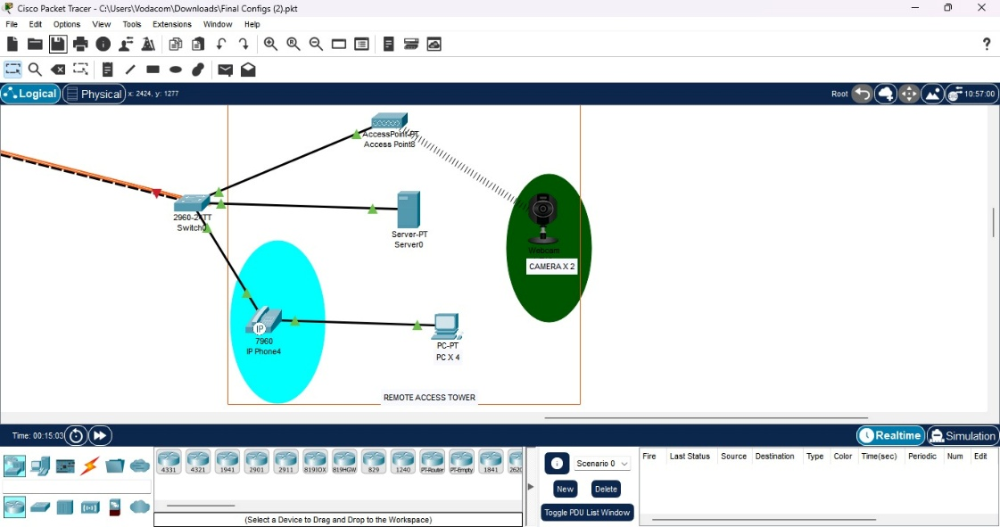 Cisco Packet Tracer - C:\Users\Vodacom\Downloads\Final Configs (2).pkt
File Edit Options View Tools Extensions Window Help
?
Logical Physical x: 2424, y: 1277 Root 10:57:00
AccessPoint-PT
Access Point8
2960-24TT
Switch0
Server-PT
Server0
Webcam
CAMERA X 2
IP
7960
IP Phone4
PC-PT
PC X 4
REMOTE ACCESS TOWER
Time: 00:15:03 Realtime Simulation
4331 4321 1941 2901 2911 819IOX 819HGW 829 1240 PT-Router PT-Empty 1841 2620
Scenario 0
New Delete
Toggle PDU List Window
Fire Last Status Source Destination Type Color Time(sec) Periodic Num Edit
(Select a Device to Drag and Drop to the Workspace)